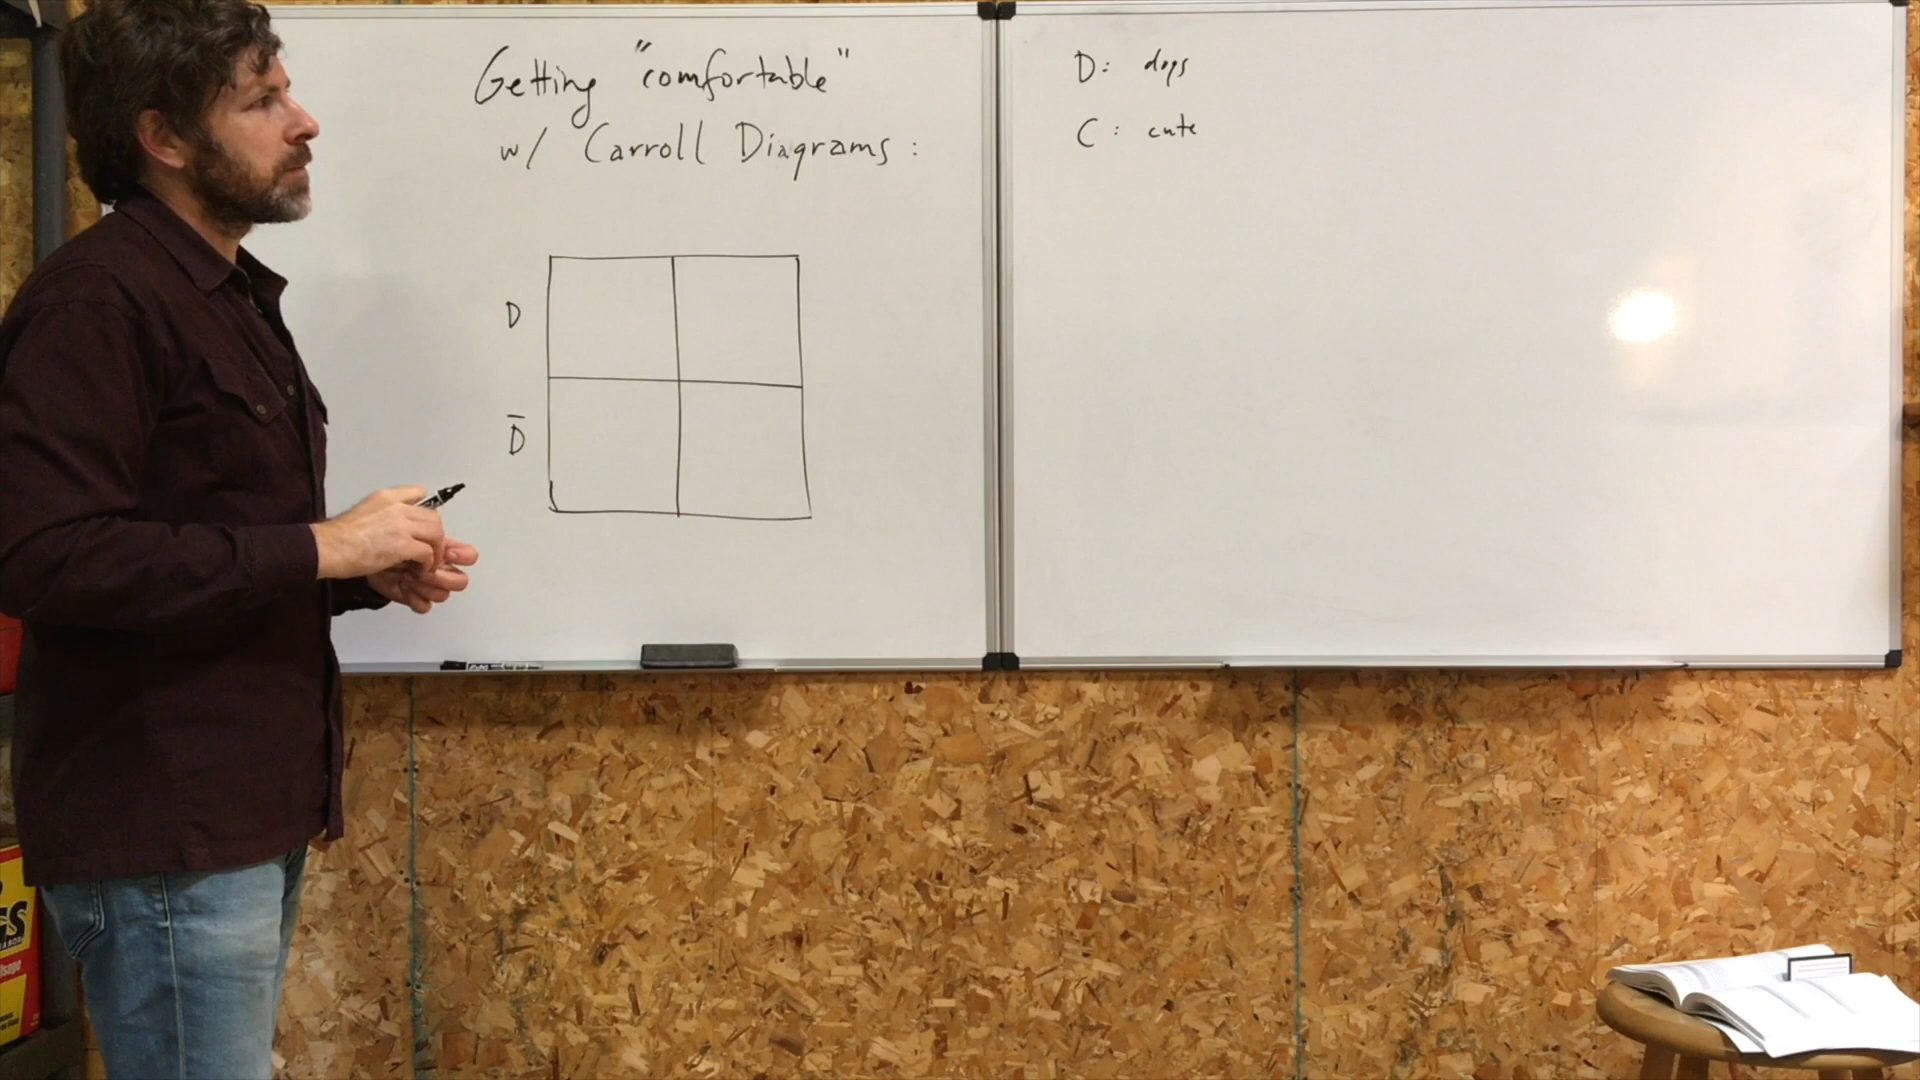 Getting "comfortable"
w/ Carroll Diagrams:
D
D̅
D: dogs
C: cute